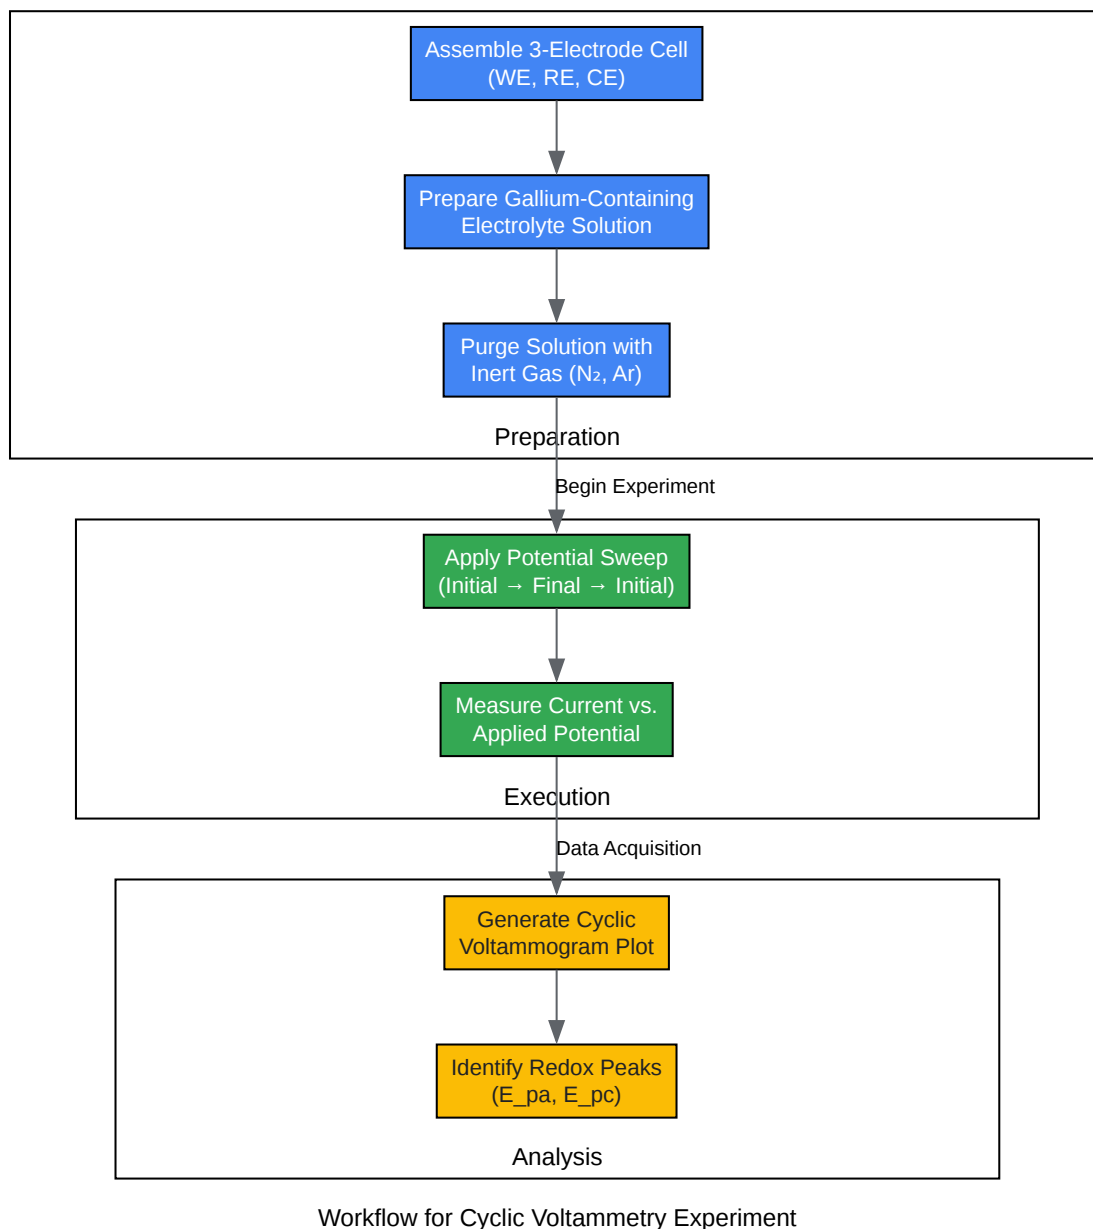 Assemble 3-Electrode Cell
(WE, RE, CE)
Prepare Gallium-Containing
Electrolyte Solution
Purge Solution with
Inert Gas (N₂, Ar)
Preparation
Begin Experiment
Apply Potential Sweep
(Initial → Final → Initial)
Measure Current vs.
Applied Potential
Execution
Data Acquisition
Generate Cyclic
Voltammogram Plot
Identify Redox Peaks
(E_pa, E_pc)
Analysis
Workflow for Cyclic Voltammetry Experiment